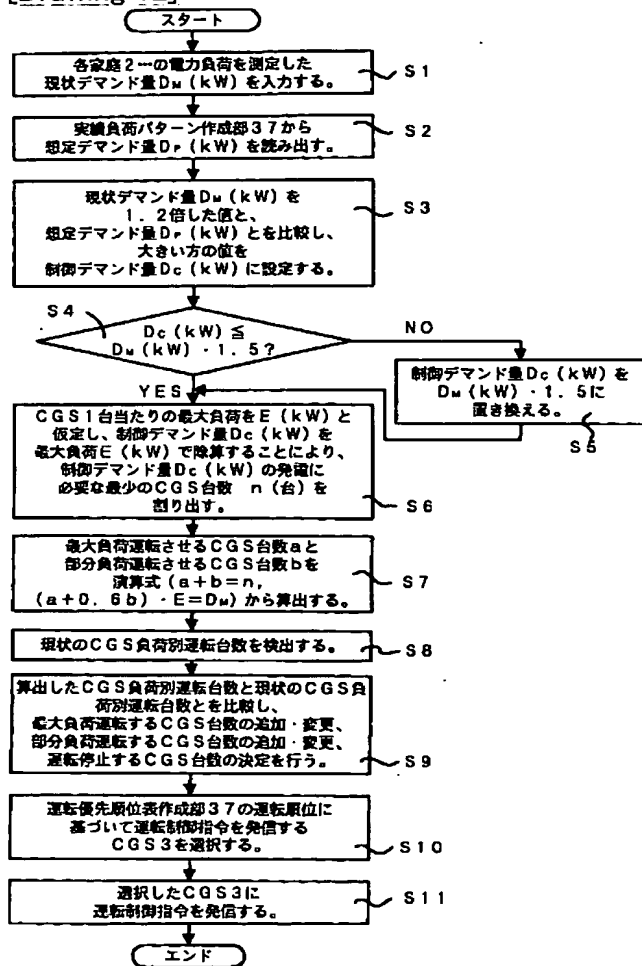 スタート
各家庭2…の電力負荷を測定した
現状デマンド量DM(kW)を入力する。
S1
実績負荷パターン作成部37から
想定デマンド量DP(kW)を読み出す。
S2
現状デマンド量DM(kW)を
1.2倍した値と、
想定デマンド量DP(kW)とを比較し、
大きい方の値を
制御デマンド量DC(kW)に設定する。
S3
S4
DC(kW)≦
DM(kW)・1.5?
NO
YES
制御デマンド量DC(kW)を
DM(kW)・1.5に
置き換える。
S5
CGS1台当たりの最大負荷をE(kW)と
仮定し、制御デマンド量DC(kW)を
最大負荷E(kW)で除算することにより、
制御デマンド量DC(kW)の発電に
必要な最少のCGS台数 n(台)を
割り出す。
S6
最大負荷運転させるCGS台数aと
部分負荷運転させるCGS台数bを
演算式(a+b=n,
(a+0.6b)・E=DM)から算出する。
S7
現状のCGS負荷別運転台数を検出する。
S8
算出したCGS負荷別運転台数と現状のCGS負
荷別運転台数とを比較し、
最大負荷運転するCGS台数の追加・変更、
部分負荷運転するCGS台数の追加・変更、
運転停止するCGS台数の決定を行う。
S9
運転優先順位表作成部37の運転順位に
基づいて運転制御指令を発信する
CGS3を選択する。
S10
選択したCGS3に
運転制御指令を発信する。
S11
エンド